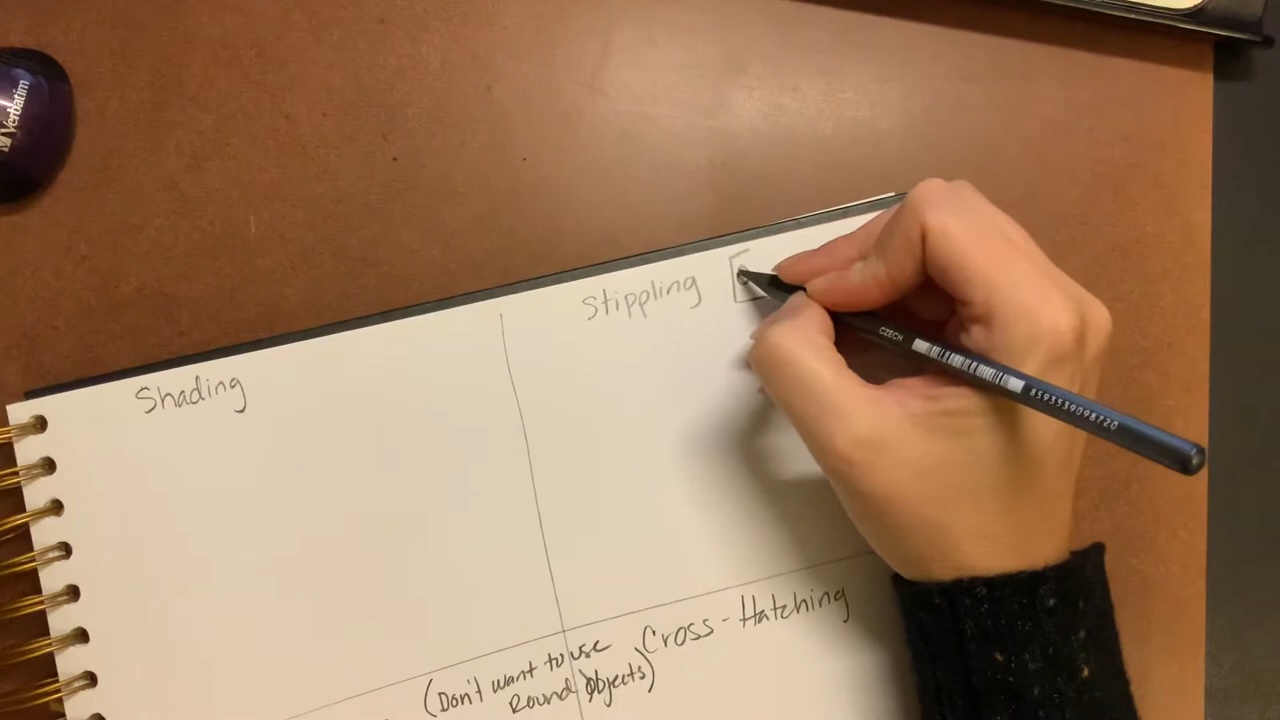 Verbatim
Stippling
CZECH
8593539098720
Shading
Cross-Hatching
(Don't want to use
Round Objects)